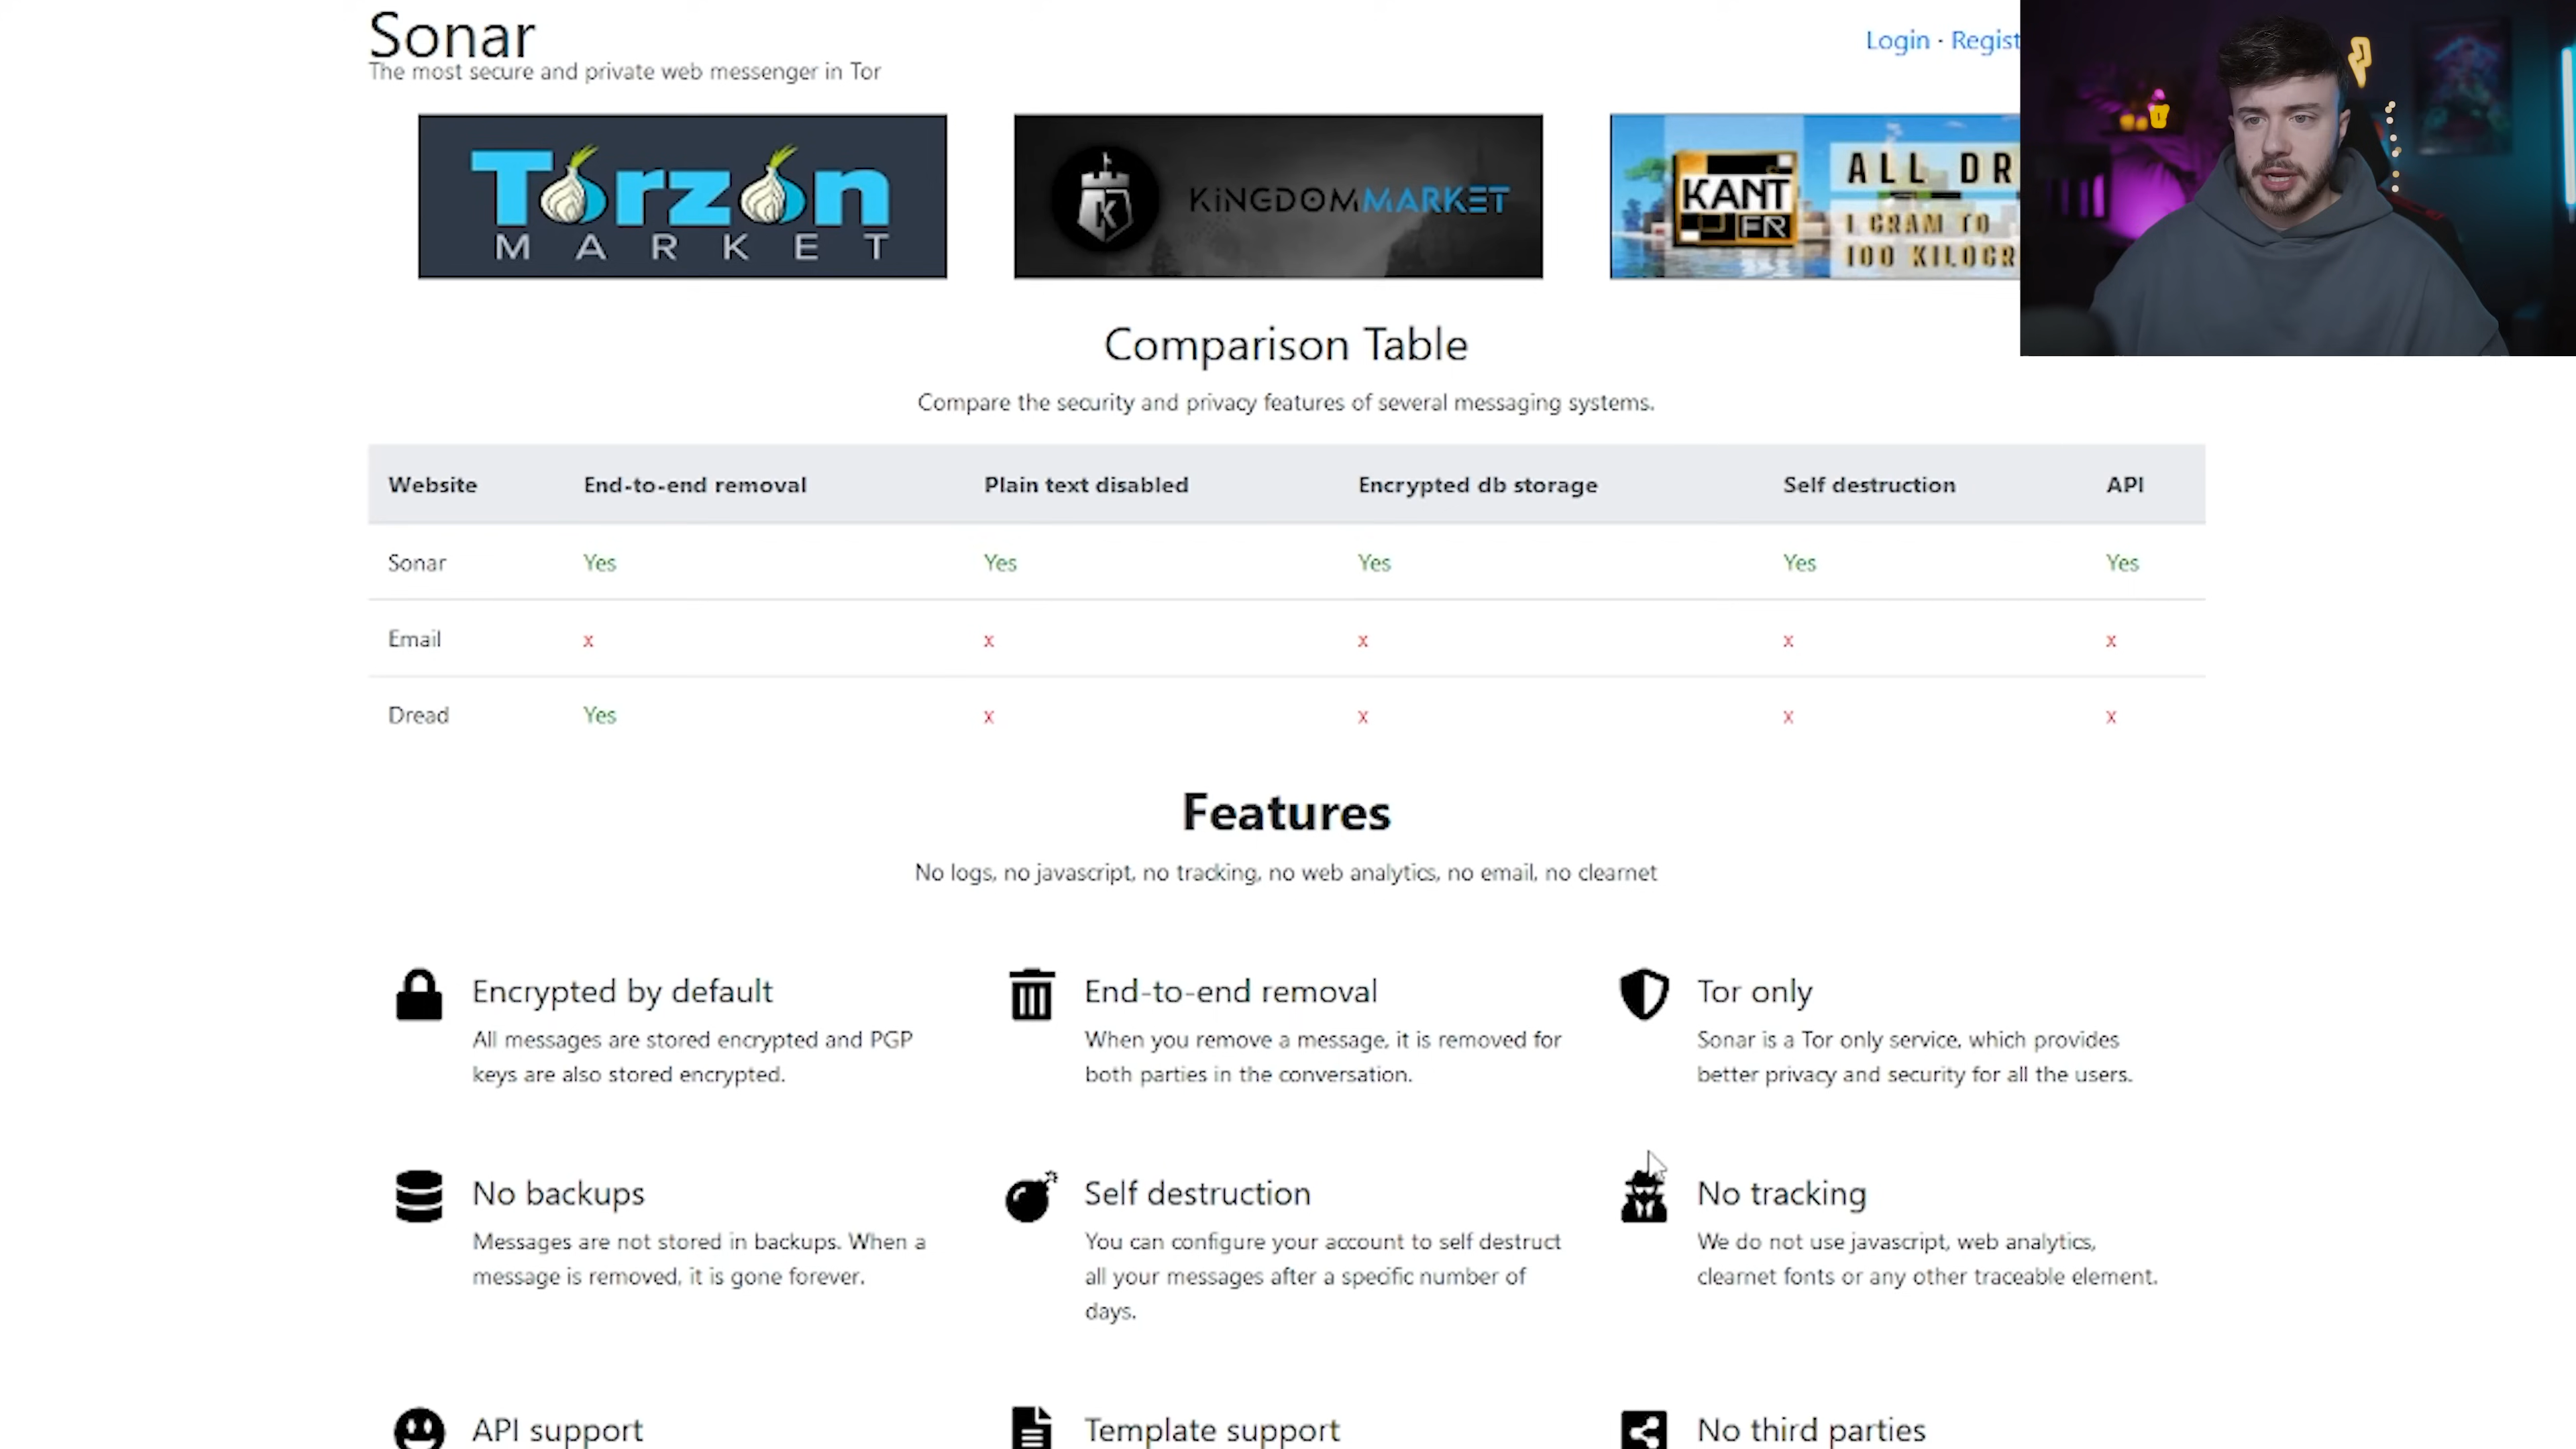 Sonar
The most secure and private web messenger in Tor
Login · Regist
Torzon
MARKET
K
KINGDOMMARKET
KANT
FR
ALL DR
1 GRAM TO
100 KILOGR
Comparison Table
Compare the security and privacy features of several messaging systems.
Website End-to-end removal Plain text disabled Encrypted db storage Self destruction API
Sonar Yes Yes Yes Yes Yes
Email x x x x x
Dread Yes x x x x
Features
No logs, no javascript, no tracking, no web analytics, no email, no clearnet
Encrypted by default
All messages are stored encrypted and PGP
keys are also stored encrypted.
End-to-end removal
When you remove a message, it is removed for
both parties in the conversation.
Tor only
Sonar is a Tor only service, which provides
better privacy and security for all the users.
No backups
Messages are not stored in backups. When a
message is removed, it is gone forever.
Self destruction
You can configure your account to self destruct
all your messages after a specific number of
days.
No tracking
We do not use javascript, web analytics,
clearnet fonts or any other traceable element.
API support
Template support
No third parties